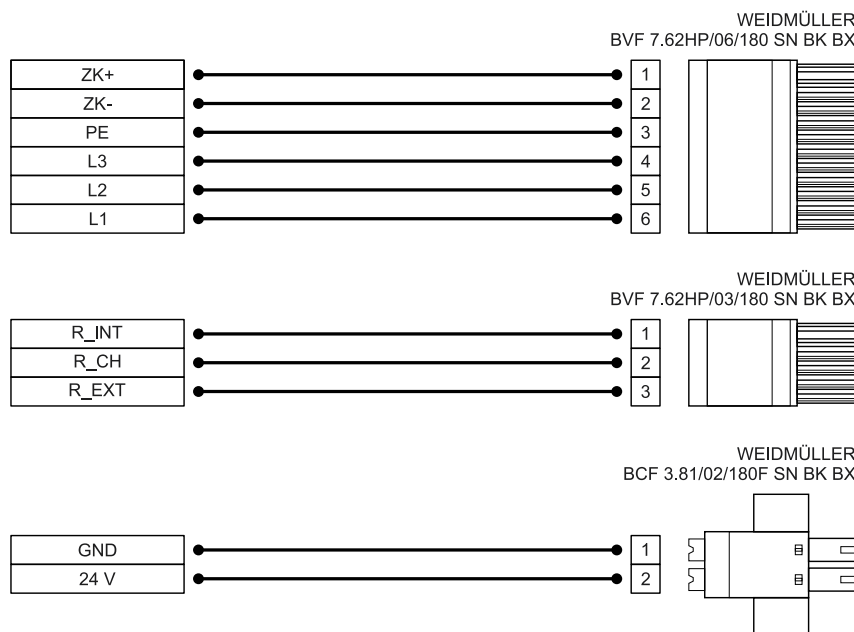 WEIDMÜLLER
BVF 7.62HP/06/180 SN BK BX
ZK+ 1
ZK- 2
PE 3
L3 4
L2 5
L1 6
WEIDMÜLLER
BVF 7.62HP/03/180 SN BK BX
R_INT 1
R_CH 2
R_EXT 3
WEIDMÜLLER
BCF 3.81/02/180F SN BK BX
GND 1
24 V 2